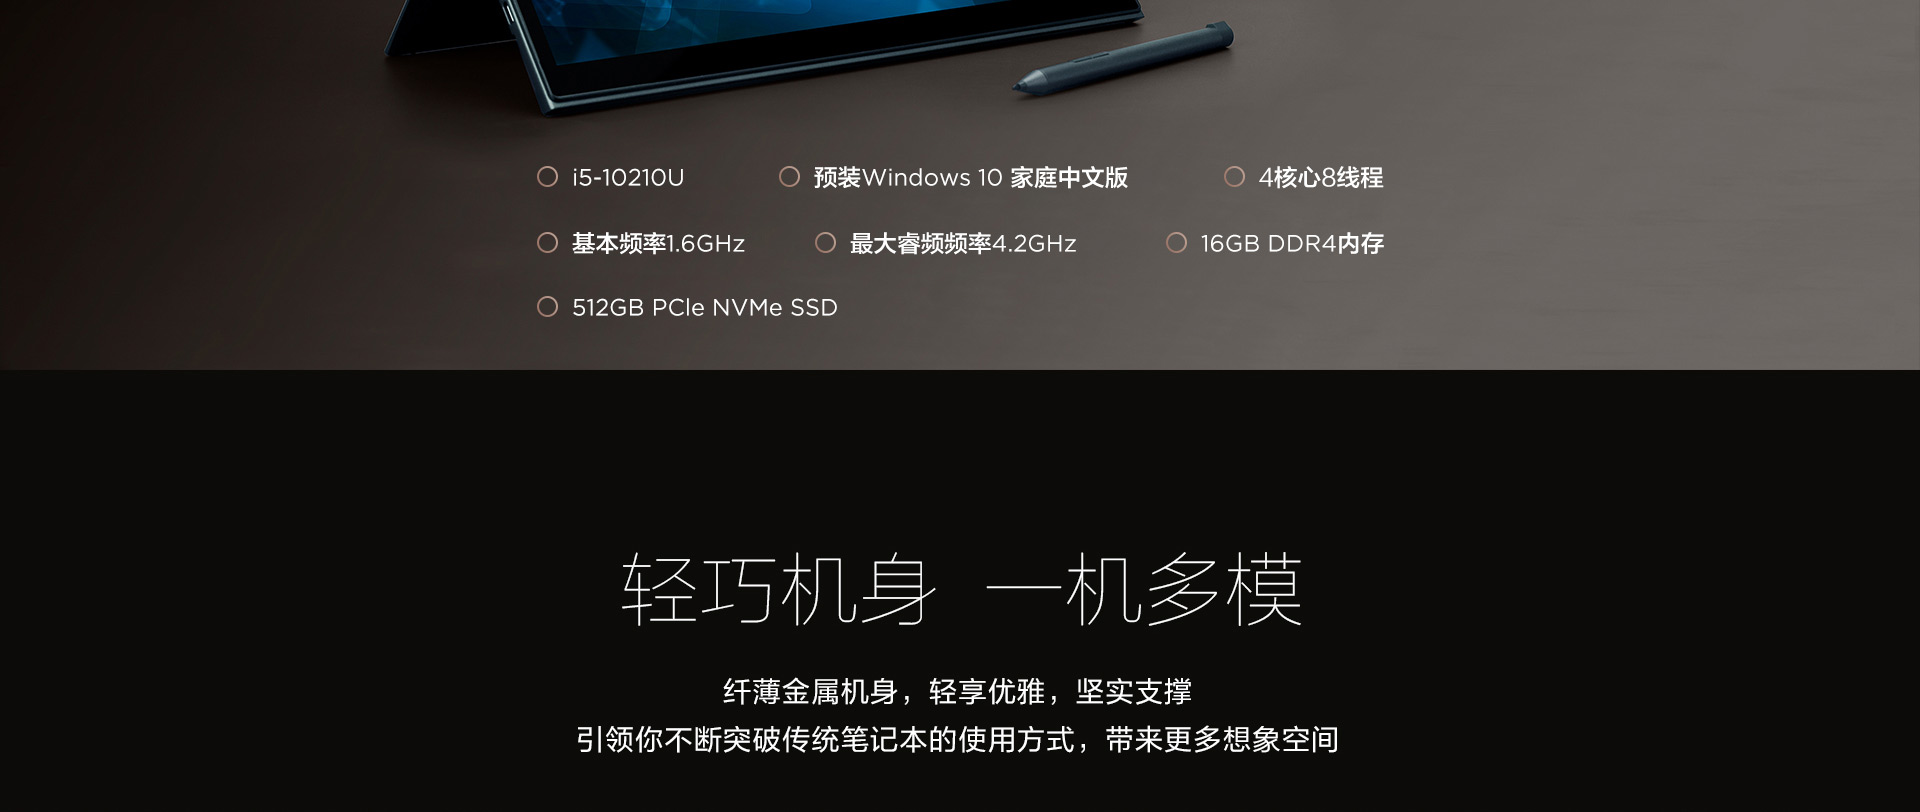 i5-10210U 预装Windows 10 家庭中文版 4核心8线程
基本频率1.6GHz 最大睿频频率4.2GHz 16GB DDR4内存
512GB PCIe NVMe SSD
轻巧机身 一机多模
纤薄金属机身，轻享优雅，坚实支撑
引领你不断突破传统笔记本的使用方式，带来更多想象空间